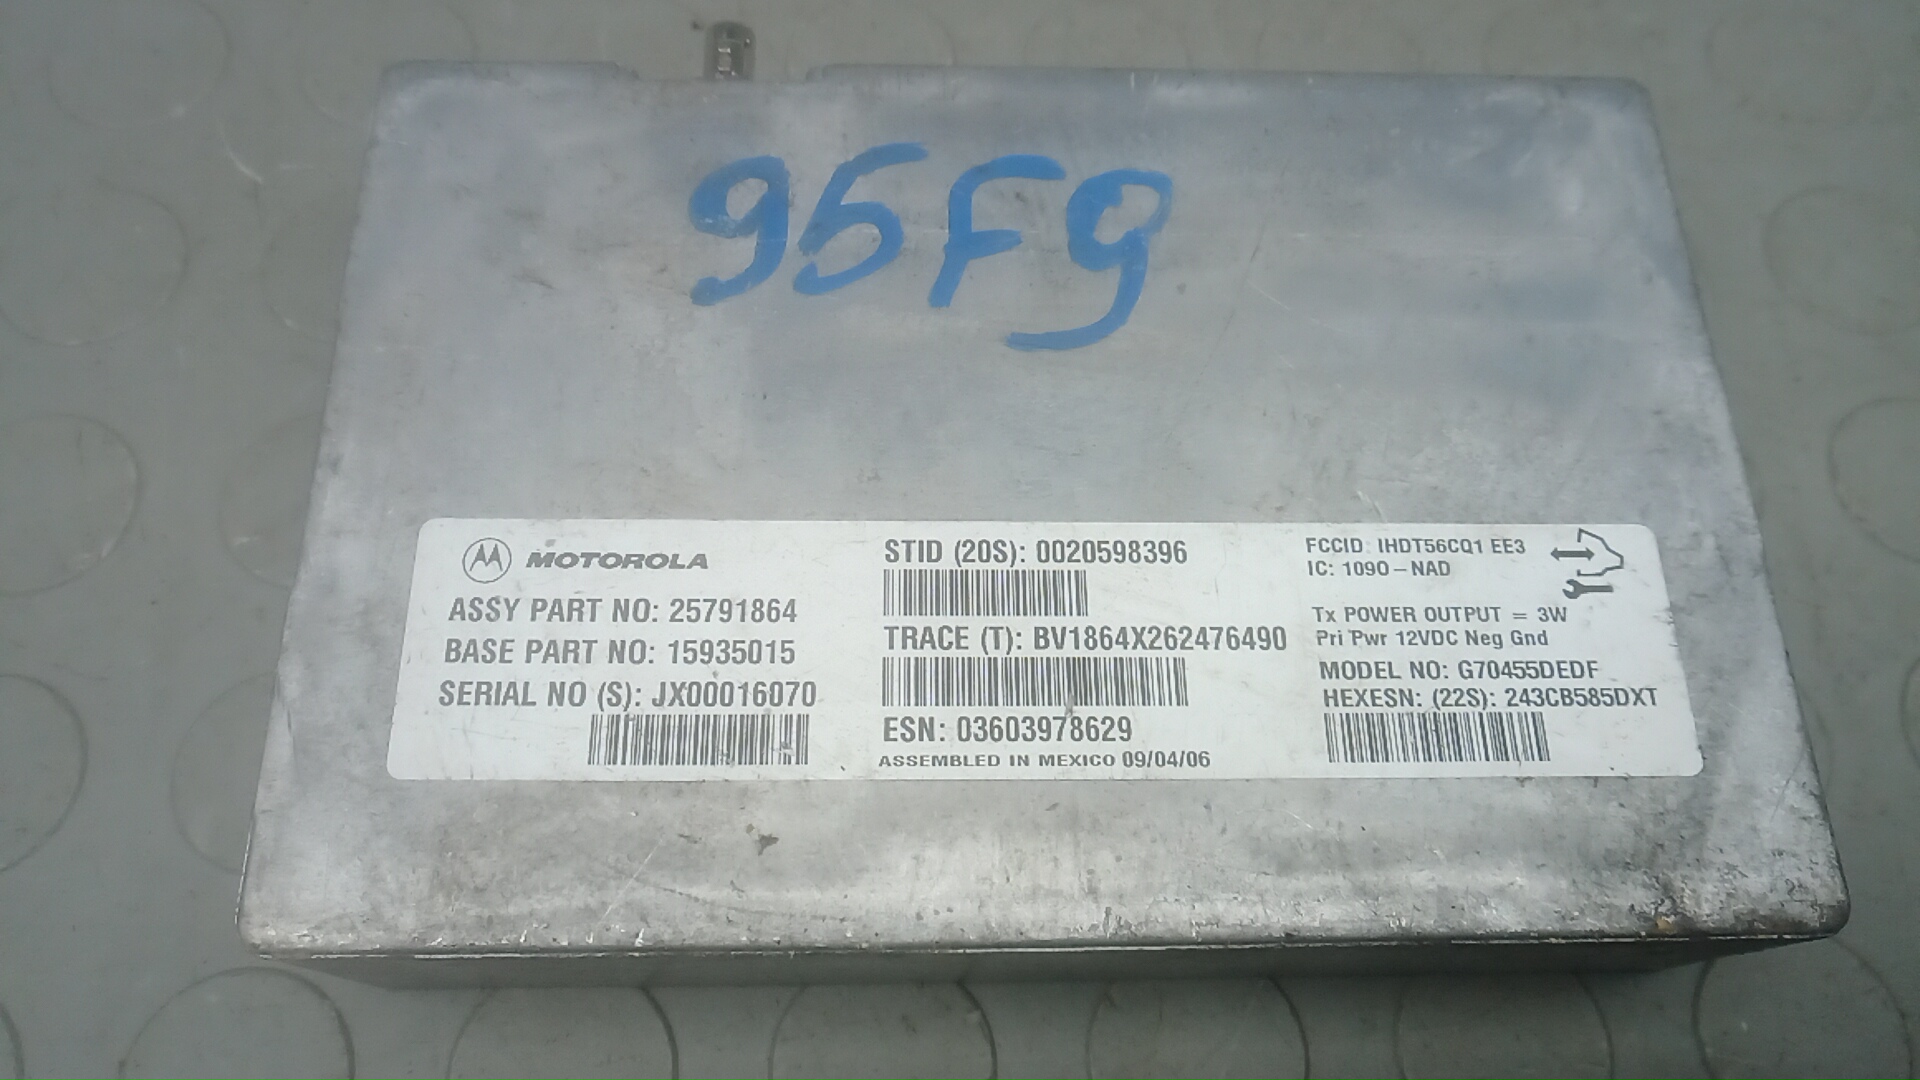 95F9
MOTOROLA
ASSY PART NO: 25791864
BASE PART NO: 15935015
SERIAL NO (S): JX00016070
STID (20S): 0020598396
TRACE (T): BV1864X262476490
ESN: 03603978629
ASSEMBLED IN MEXICO 09/04/06
FCCID: IHDT56CQ1 EE3
IC: 109O-NAD
Tx POWER OUTPUT = 3W
Pri Pwr 12VDC Neg Gnd
MODEL NO: G70455DEDF
HEXESN: (22S): 243CB585DXT